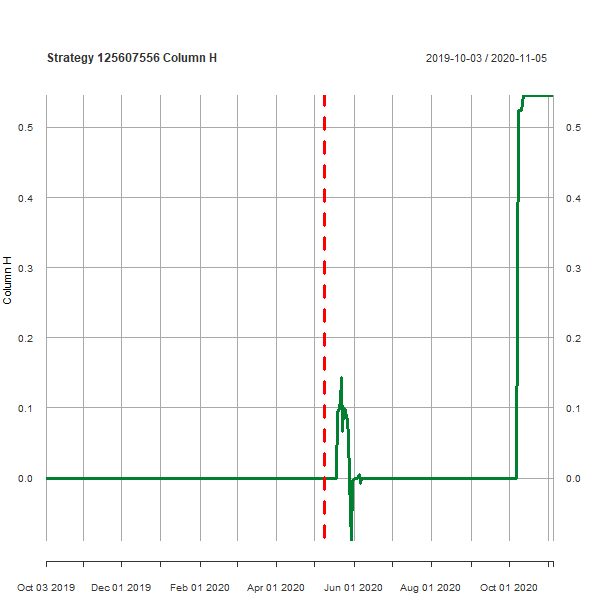 Strategy 125607556 Column H
2019-10-03 / 2020-11-05
0.5
0.4
0.3
0.2
0.1
0.0
Column H
0.5
0.4
0.3
0.2
0.1
0.0
Oct 03 2019
Dec 01 2019
Feb 01 2020
Apr 01 2020
Jun 01 2020
Aug 01 2020
Oct 01 2020